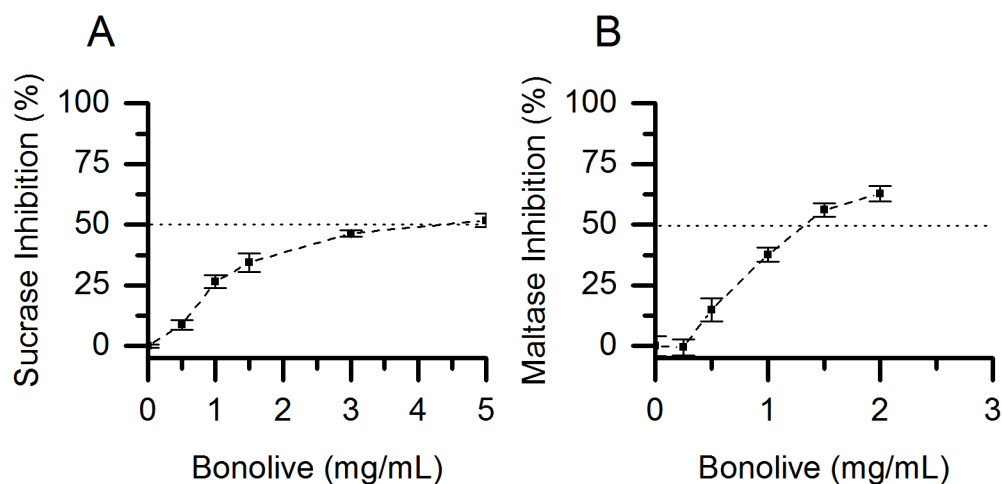 A
Sucrase Inhibition (%)
100
75
50
25
0
0 1 2 3 4 5
Bonolive (mg/mL)
B
Maltase Inhibition (%)
100
75
50
25
0
0 1 2 3
Bonolive (mg/mL)